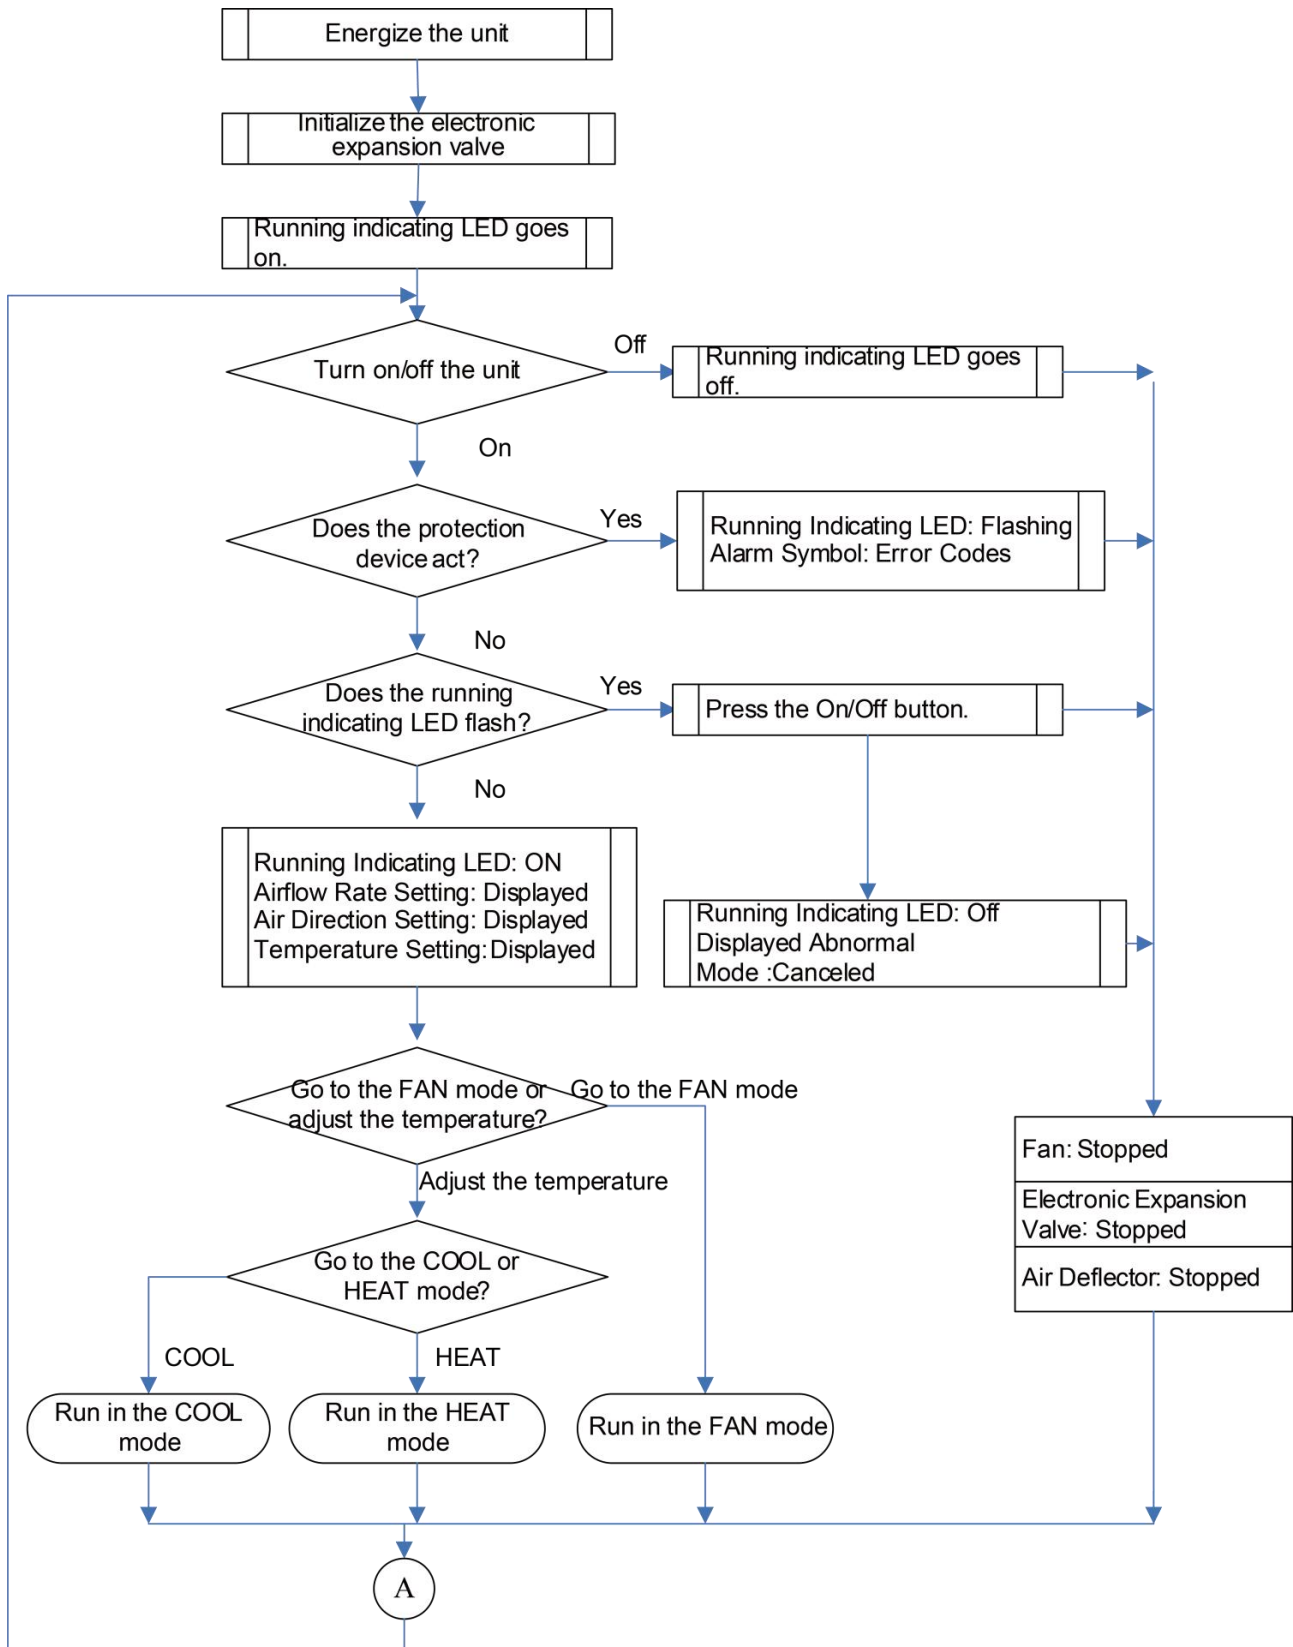 Energize the unit
Initialize the electronic
expansion valve
Running indicating LED goes
on.
Turn on/off the unit
Off
Running indicating LED goes
off.
On
Does the protection
device act?
Yes
Running Indicating LED: Flashing
Alarm Symbol: Error Codes
No
Does the running
indicating LED flash?
Yes
Press the On/Off button.
No
Running Indicating LED: ON
Airflow Rate Setting: Displayed
Air Direction Setting: Displayed
Temperature Setting: Displayed
Running Indicating LED: Off
Displayed Abnormal
Mode :Canceled
Go to the FAN mode or
adjust the temperature?
Go to the FAN mode
Adjust the temperature
Fan: Stopped
Electronic Expansion
Valve: Stopped
Air Deflector: Stopped
Go to the COOL or
HEAT mode?
COOL
HEAT
Run in the COOL
mode
Run in the HEAT
mode
Run in the FAN mode
A